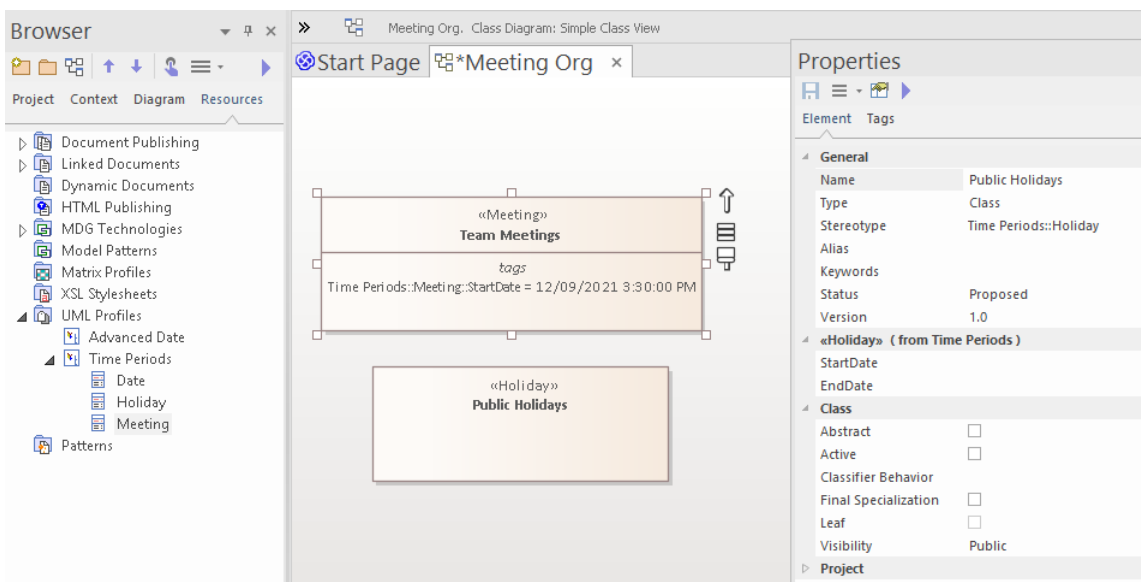 Browser
Project Context Diagram Resources
Document Publishing
Linked Documents
Dynamic Documents
HTML Publishing
MDG Technologies
Model Patterns
Matrix Profiles
XSL Stylesheets
UML Profiles
Advanced Date
Time Periods
Date
Holiday
Meeting
Patterns
Meeting Org. Class Diagram: Simple Class View
Start Page *Meeting Org ×
«Meeting»
Team Meetings
tags
Time Periods::Meeting::StartDate = 12/09/2021 3:30:00 PM
«Holiday»
Public Holidays
Properties
Element Tags
General
Name Public Holidays
Type Class
Stereotype Time Periods::Holiday
Alias
Keywords
Status Proposed
Version 1.0
«Holiday» ( from Time Periods )
StartDate
EndDate
Class
Abstract
Active
Classifier Behavior
Final Specialization
Leaf
Visibility Public
Project